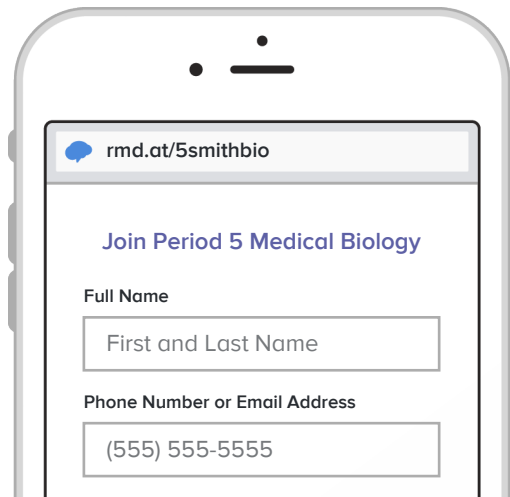 rmd.at/5smithbio
Join Period 5 Medical Biology
Full Name
First and Last Name
Phone Number or Email Address
(555) 555-5555